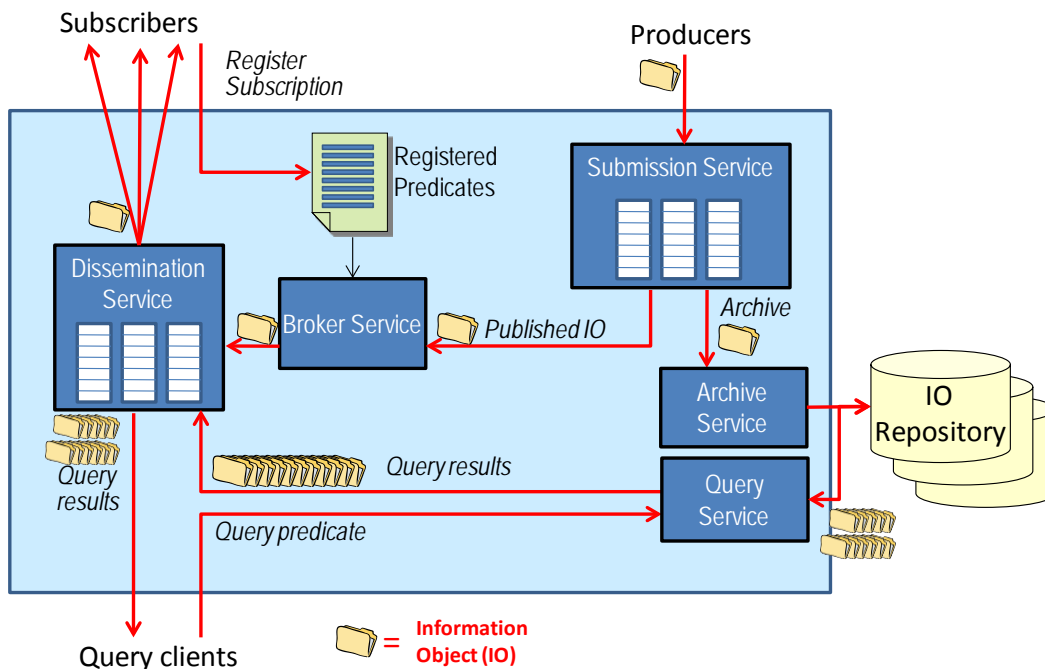 Subscribers
Producers
Register
Subscription
Registered
Predicates
Submission Service
Dissemination
Service
Broker Service
Published IO
Archive
Archive
Service
IO
Repository
Query
results
Query results
Query
Service
Query predicate
Query clients
= Information
Object (IO)